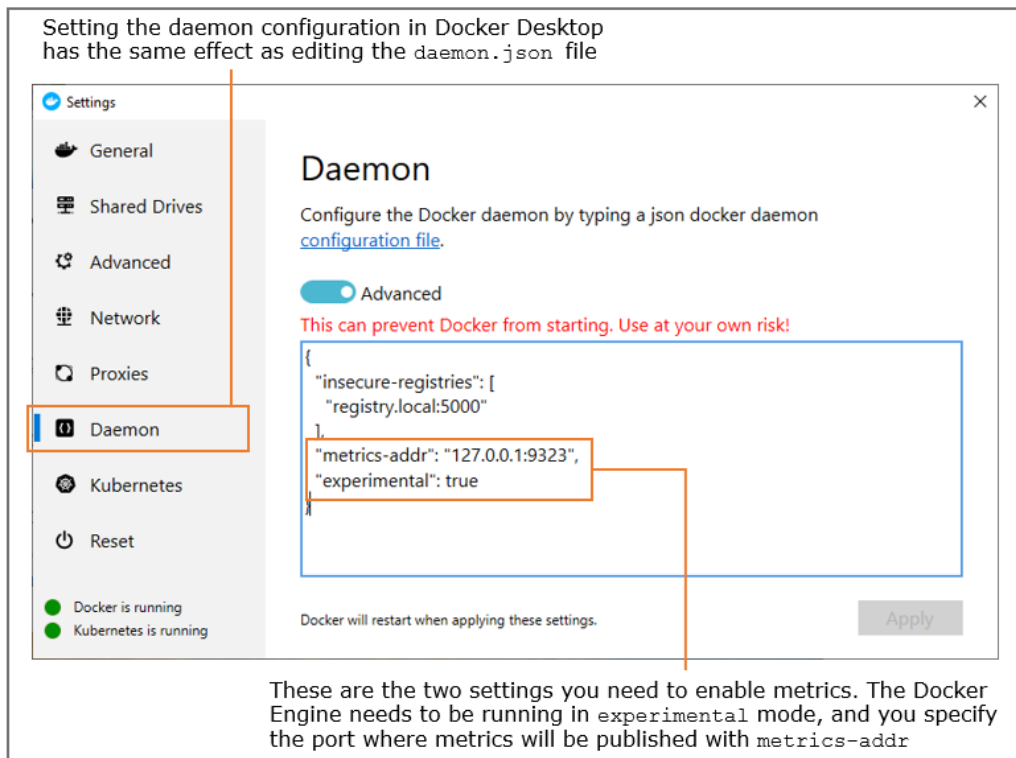 Setting the daemon configuration in Docker Desktop
has the same effect as editing the daemon.json file
Settings
General
Shared Drives
Advanced
Network
Proxies
Daemon
Kubernetes
Reset
Docker is running
Kubernetes is running
Daemon
Configure the Docker daemon by typing a json docker daemon
configuration file.
Advanced
This can prevent Docker from starting. Use at your own risk!
{
"insecure-registries": [
"registry.local:5000"
],
"metrics-addr": "127.0.0.1:9323",
"experimental": true
}
Docker will restart when applying these settings.
Apply
These are the two settings you need to enable metrics. The Docker
Engine needs to be running in experimental mode, and you specify
the port where metrics will be published with metrics-addr